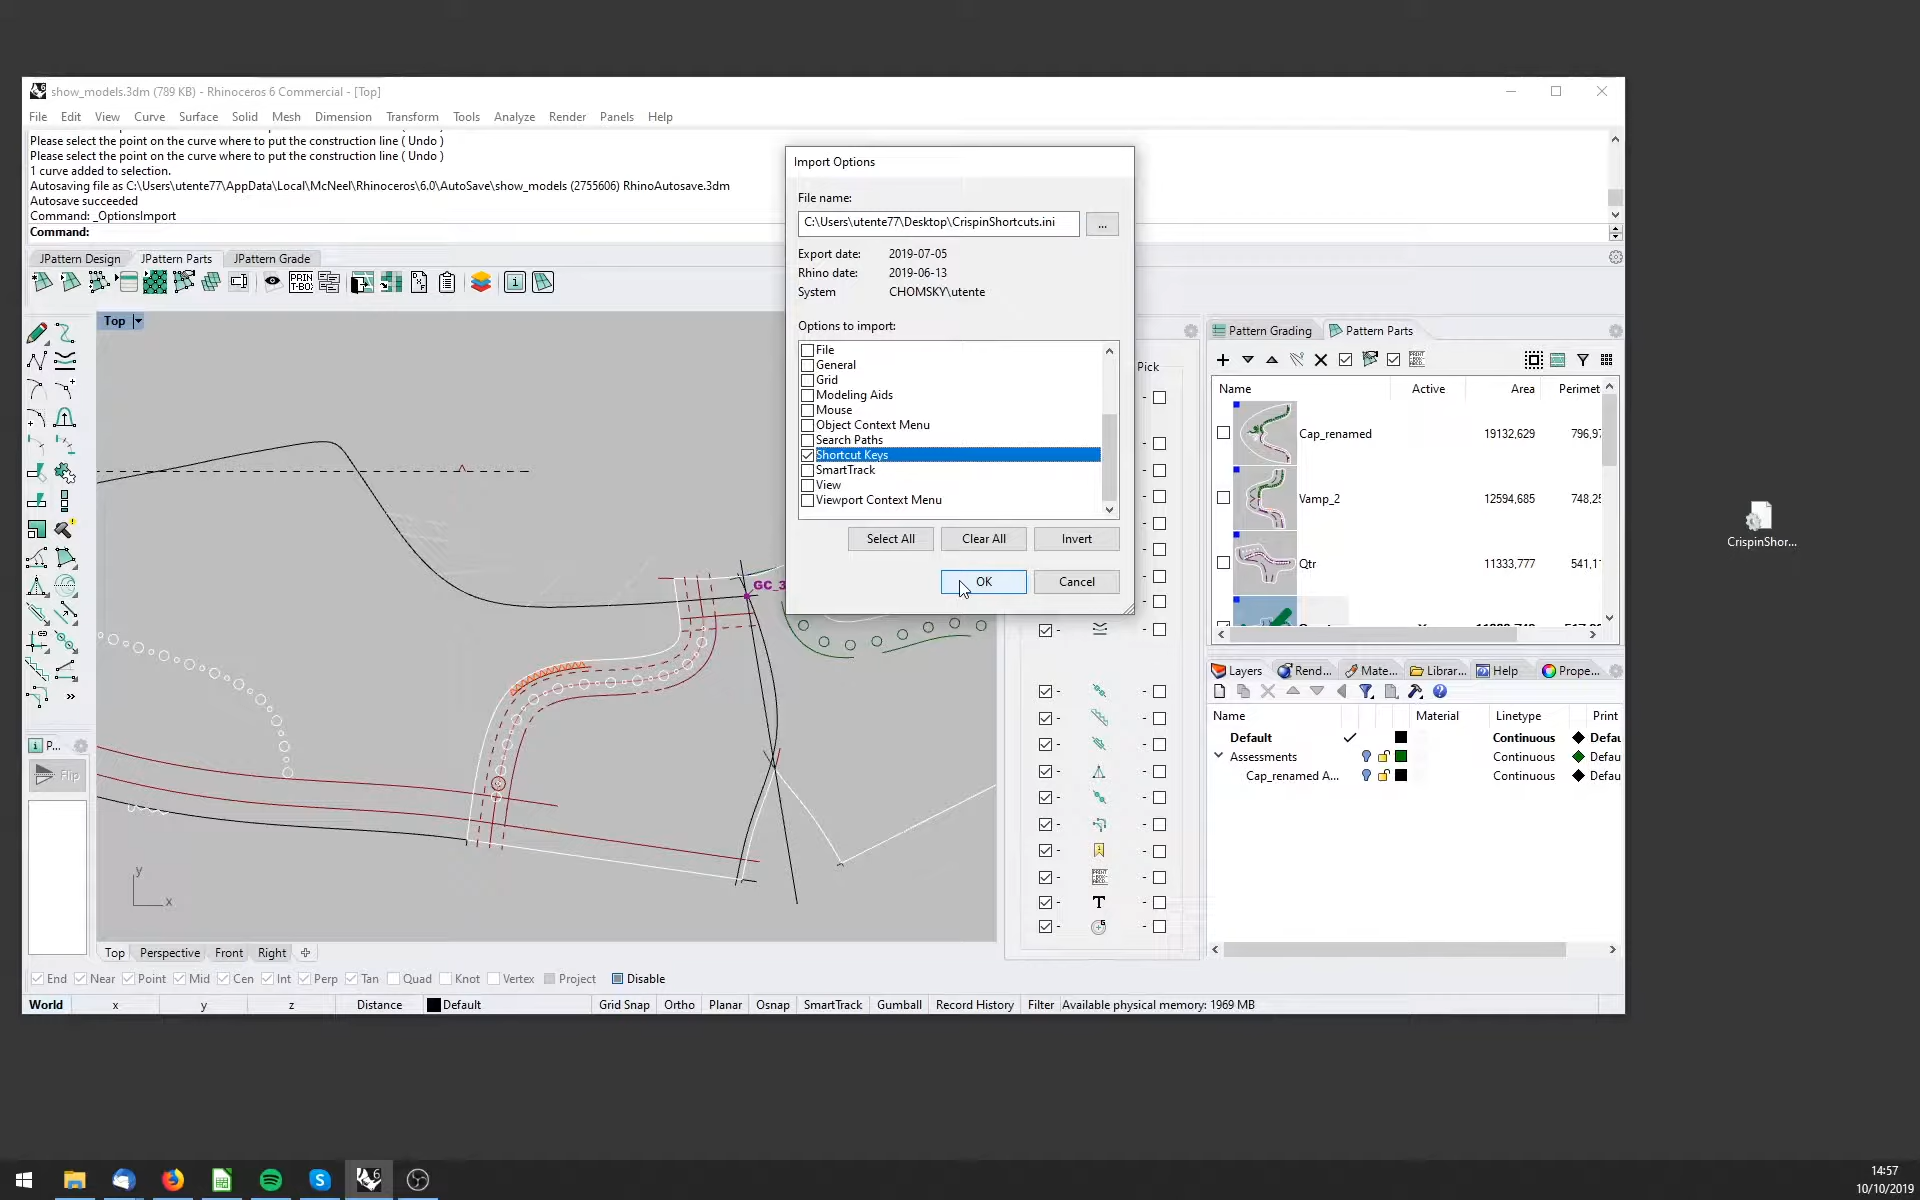 show_models.3dm (789 KB) - Rhinoceros 6 Commercial - [Top]
File Edit View Curve Surface Solid Mesh Dimension Transform Tools Analyze Render Panels Help
Please select the point on the curve where to put the construction line ( Undo )
Please select the point on the curve where to put the construction line ( Undo )
1 curve added to selection.
Autosaving file as C:\Users\utente77\AppData\Local\McNeel\Rhinoceros\6.0\AutoSave\show_models (2755606) RhinoAutosave.3dm
Autosave succeeded
Command: _OptionsImport
Command:
JPattern Design JPattern Parts JPattern Grade
Top
Import Options
File name:
C:\Users\utente77\Desktop\CrispinShortcuts.ini
...
Export date: 2019-07-05
Rhino date: 2019-06-13
System CHOMSKY\utente
Options to import:
File
General
Grid
Modeling Aids
Mouse
Object Context Menu
Search Paths
Shortcut Keys
SmartTrack
View
Viewport Context Menu
Select All Clear All Invert
OK Cancel
GC_3
Pick
T
Pattern Grading Pattern Parts
Name Active Area Perimet
Cap_renamed 19132,629 796,97
Vamp_2 12594,685 748,25
Qtr 11333,777 541,1
Layers Rend... Mate... Librar... Help Prope...
Name Material Linetype Print
Default Continuous Defau
Assessments Continuous Defau
Cap_renamed A... Continuous Defau
CrispinShor...
P...
Flip
y
x
Top Perspective Front Right
End Near Point Mid Cen Int Perp Tan Quad Knot Vertex Project Disable
World x y z Distance Default Grid Snap Ortho Planar Osnap SmartTrack Gumball Record History Filter Available physical memory: 1969 MB
14:57
10/10/2019